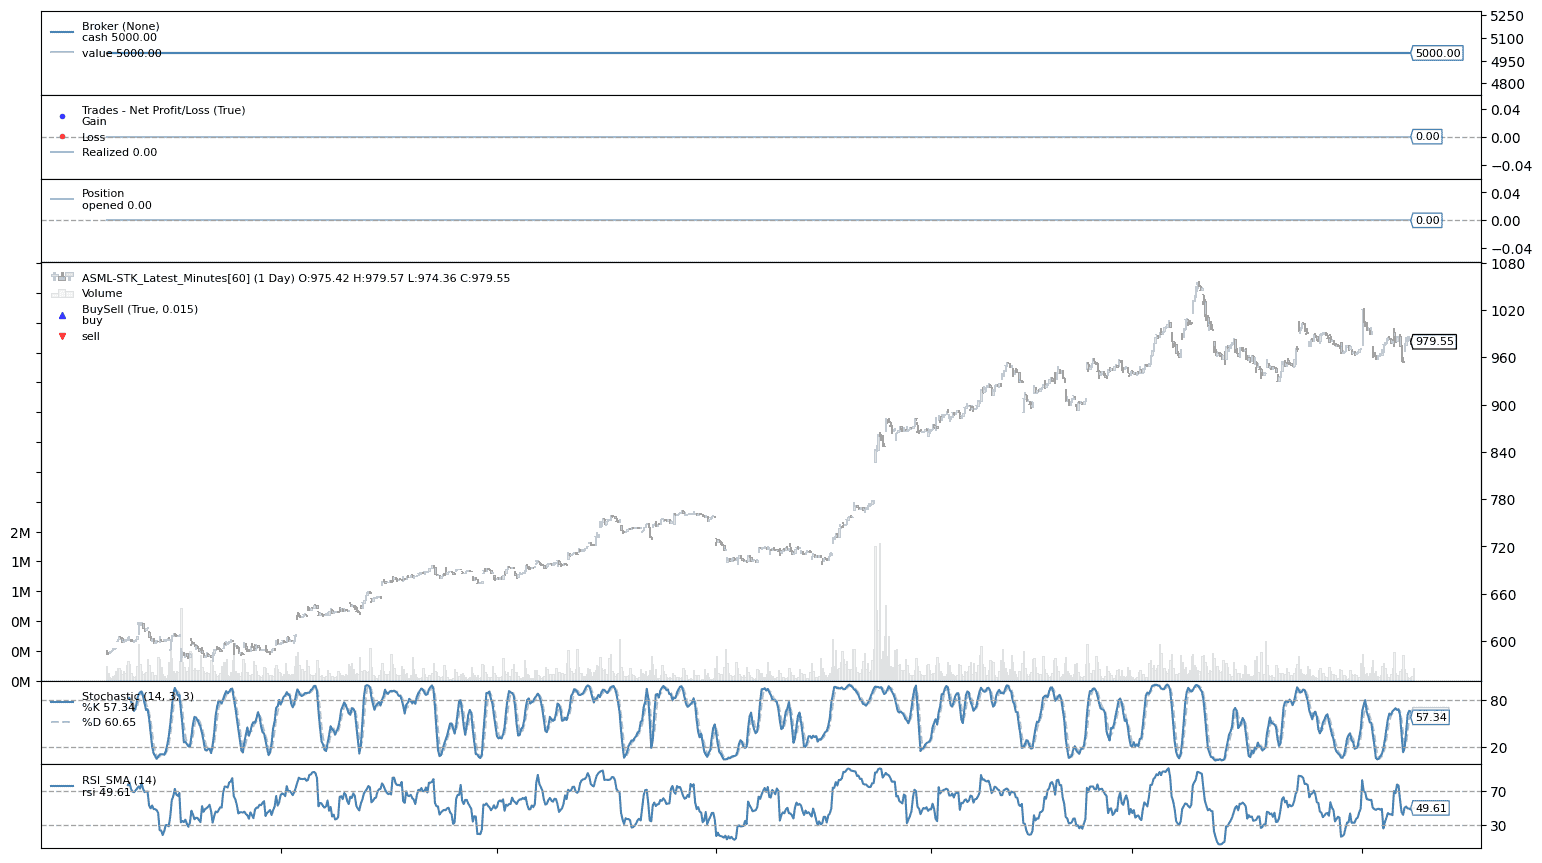 Broker (None)
cash 5000.00
value 5000.00
5250
5100
4950
4800
5000.00
Trades - Net Profit/Loss (True)
Gain
Loss
Realized 0.00
0.04
0.00
−0.04
0.00
Position
opened 0.00
0.04
0.00
−0.04
0.00
ASML-STK_Latest_Minutes[60] (1 Day) O:975.42 H:979.57 L:974.36 C:979.55
Volume
BuySell (True, 0.015)
buy
sell
1080
1020
960
900
840
780
720
660
600
979.55
2M
1M
1M
0M
0M
0M
Stochastic (14, 3, 3)
%K 57.34
%D 60.65
80
20
57.34
RSI_SMA (14)
rsi 49.61
70
30
49.61